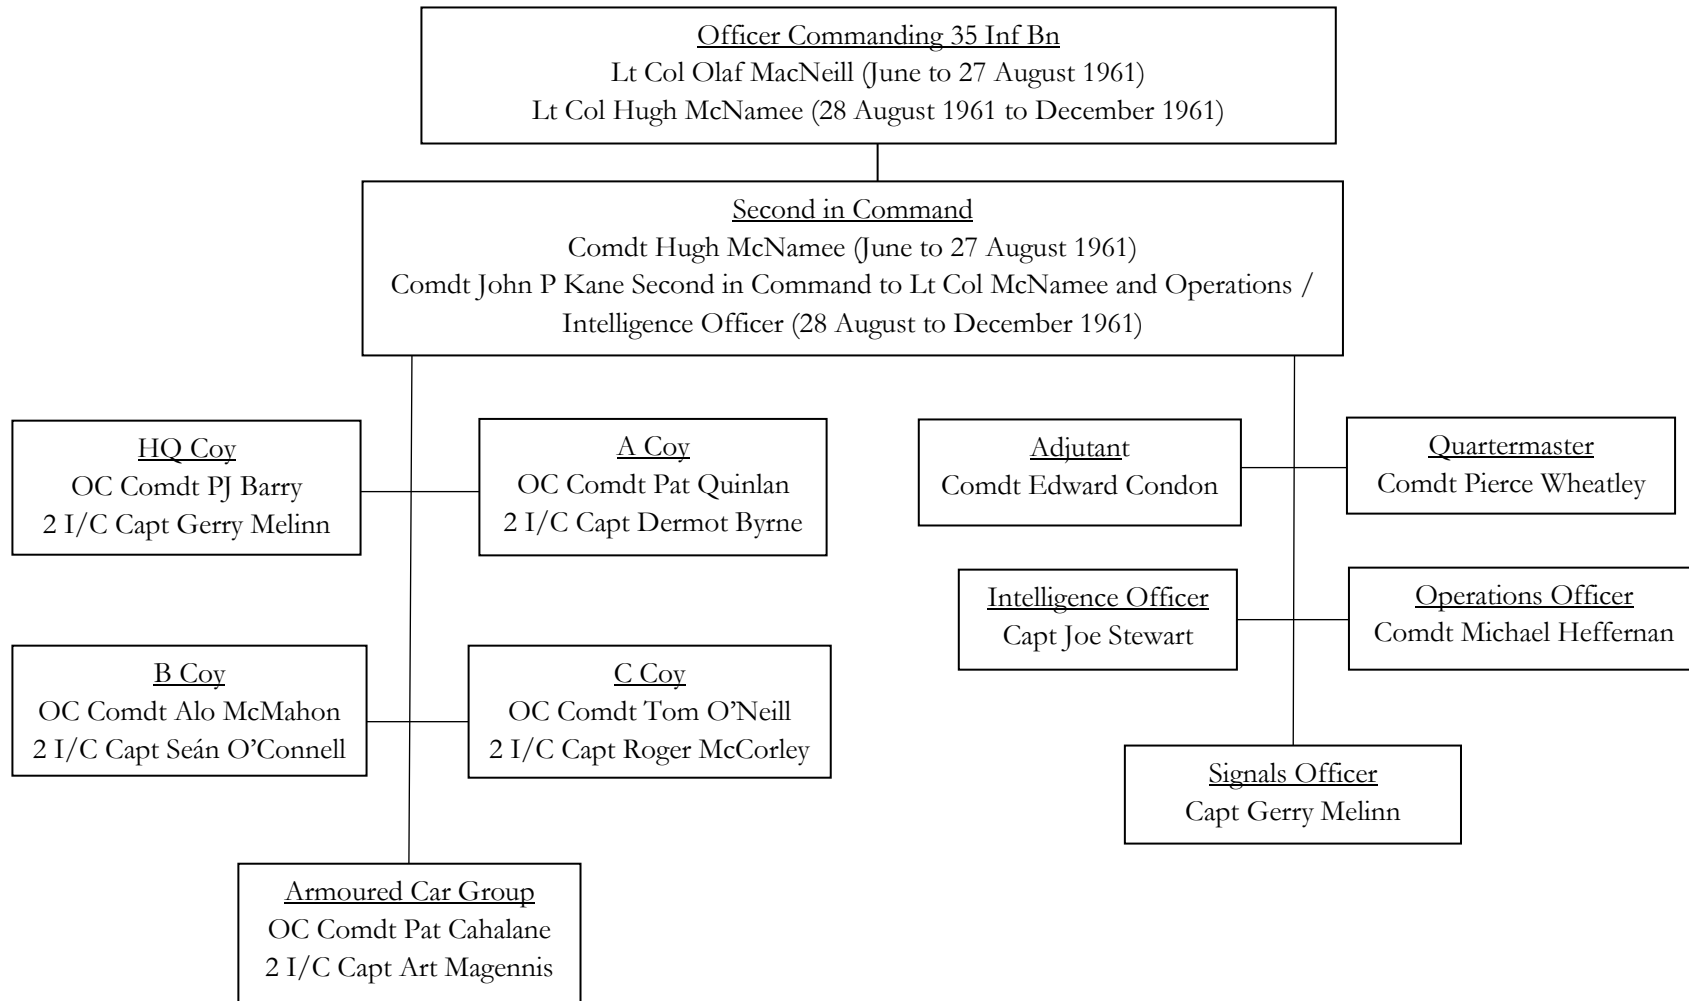 Officer Commanding 35 Inf Bn
Lt Col Olaf MacNeill (June to 27 August 1961)
Lt Col Hugh McNamee (28 August 1961 to December 1961)
Second in Command
Comdt Hugh McNamee (June to 27 August 1961)
Comdt John P Kane Second in Command to Lt Col McNamee and Operations /
Intelligence Officer (28 August to December 1961)
HQ Coy
OC Comdt PJ Barry
2 I/C Capt Gerry Melinn
A Coy
OC Comdt Pat Quinlan
2 I/C Capt Dermot Byrne
Adjutant
Comdt Edward Condon
Quartermaster
Comdt Pierce Wheatley
B Coy
OC Comdt Alo McMahon
2 I/C Capt Seán O’Connell
C Coy
OC Comdt Tom O’Neill
2 I/C Capt Roger McCorley
Intelligence Officer
Capt Joe Stewart
Operations Officer
Comdt Michael Heffernan
Signals Officer
Capt Gerry Melinn
Armoured Car Group
OC Comdt Pat Cahalane
2 I/C Capt Art Magennis